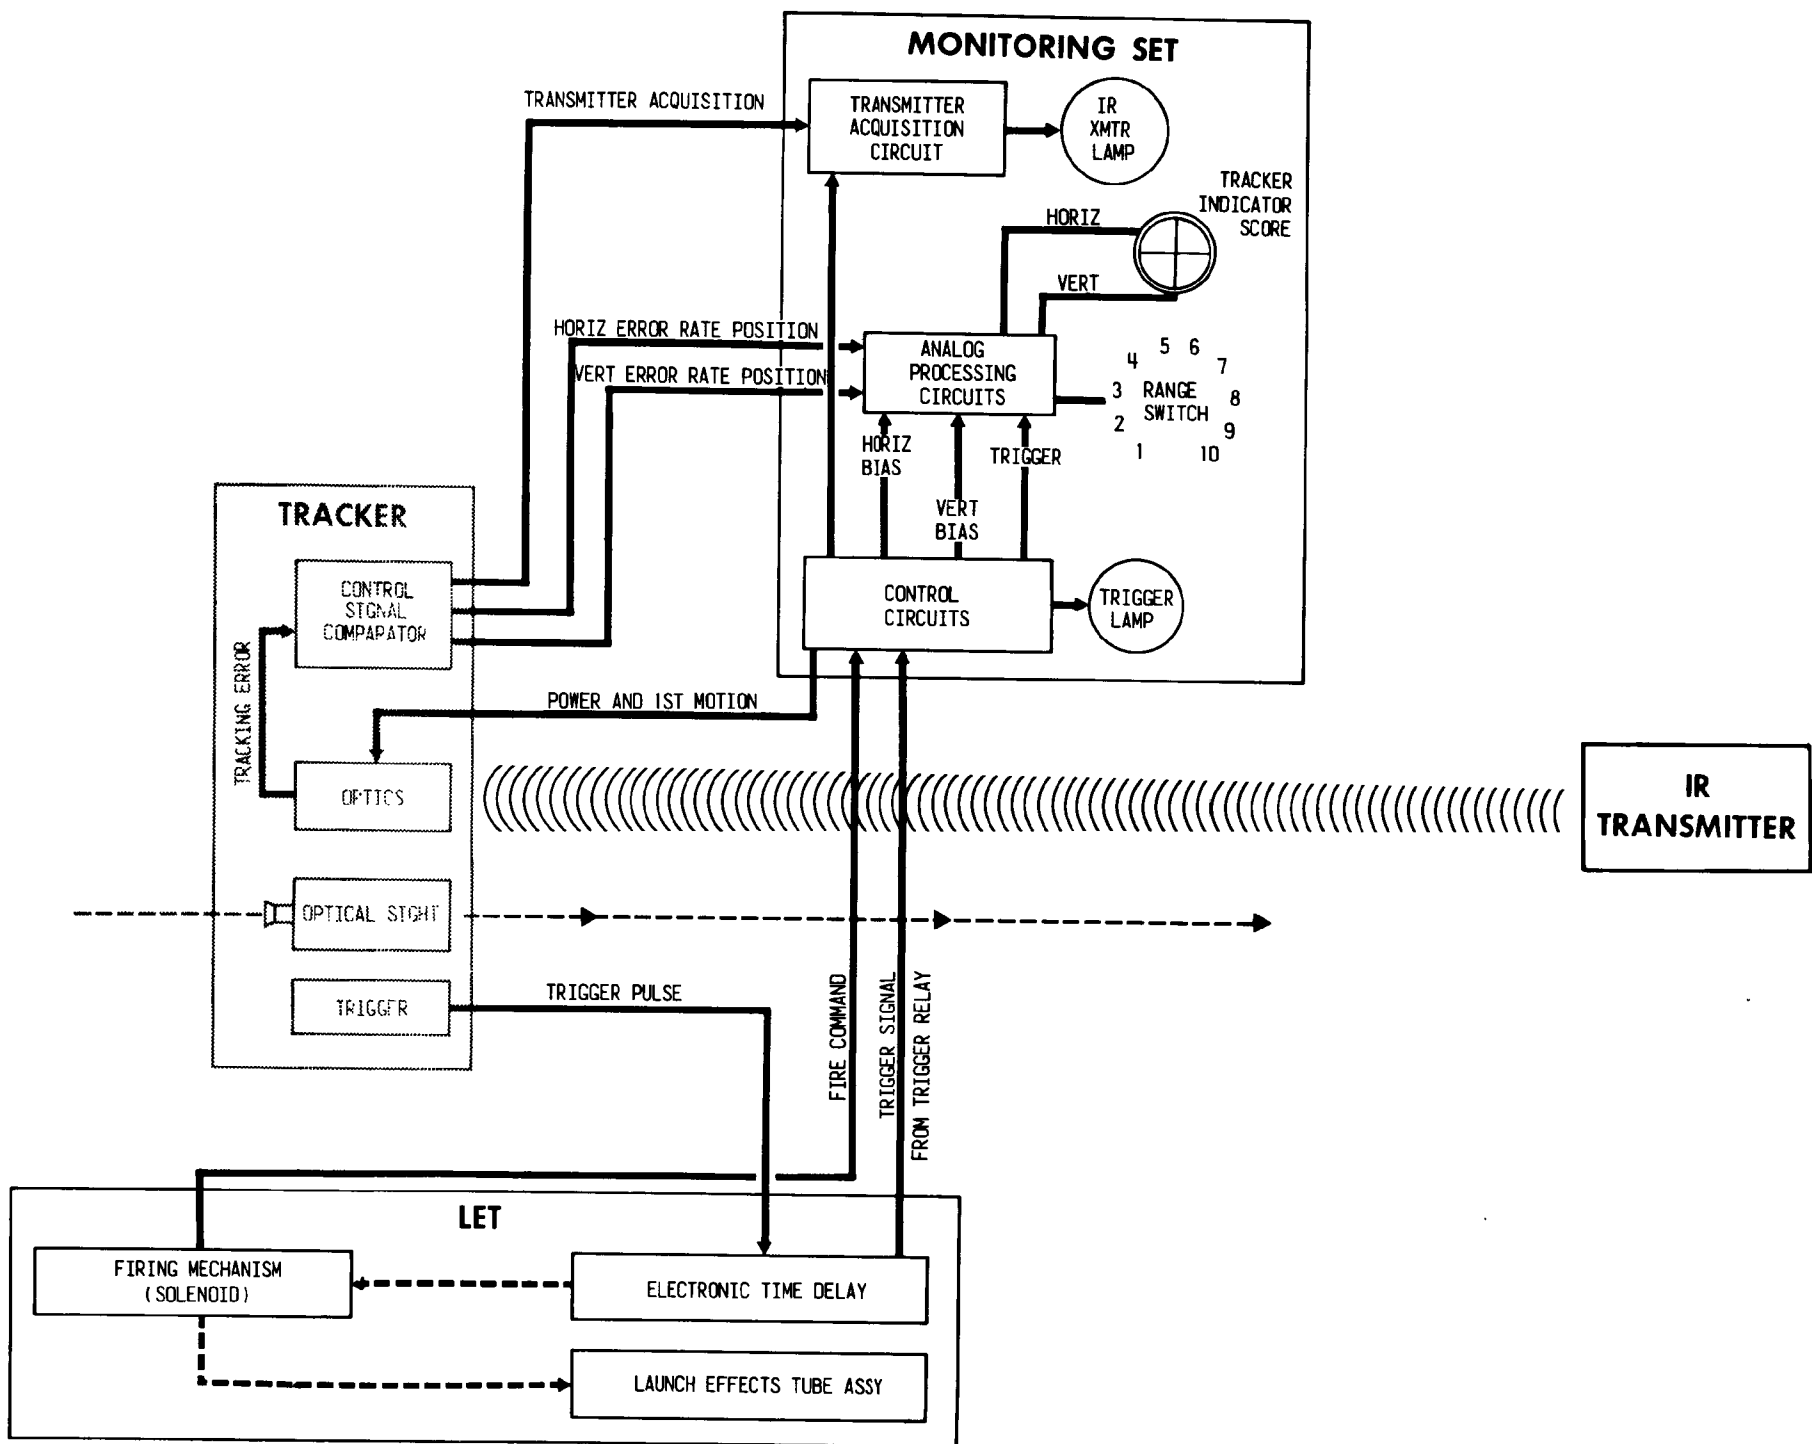 MONITORING SET
TRANSMITTER ACQUISITION
TRANSMITTER
ACQUISITION
CIRCUIT
IR
XMTR
LAMP
TRACKER
INDICATOR
SCORE
HORIZ
VERT
HORIZ ERROR RATE POSITION
VERT ERROR RATE POSITION
ANALOG
PROCESSING
CIRCUITS
1
2
3
4
5
6
7
8
9
10
RANGE
SWITCH
HORIZ
BIAS
VERT
BIAS
TRIGGER
CONTROL
CIRCUITS
TRIGGER
LAMP
TRACKER
CONTROL
SIGNAL
COMPARATOR
TRACKING ERROR
POWER AND 1ST MOTION
OPTICS
IR
TRANSMITTER
OPTICAL SIGHT
TRIGGER
TRIGGER PULSE
FIRE COMMAND
TRIGGER SIGNAL
FROM TRIGGER RELAY
LET
FIRING MECHANISM
(SOLENOID)
ELECTRONIC TIME DELAY
LAUNCH EFFECTS TUBE ASSY